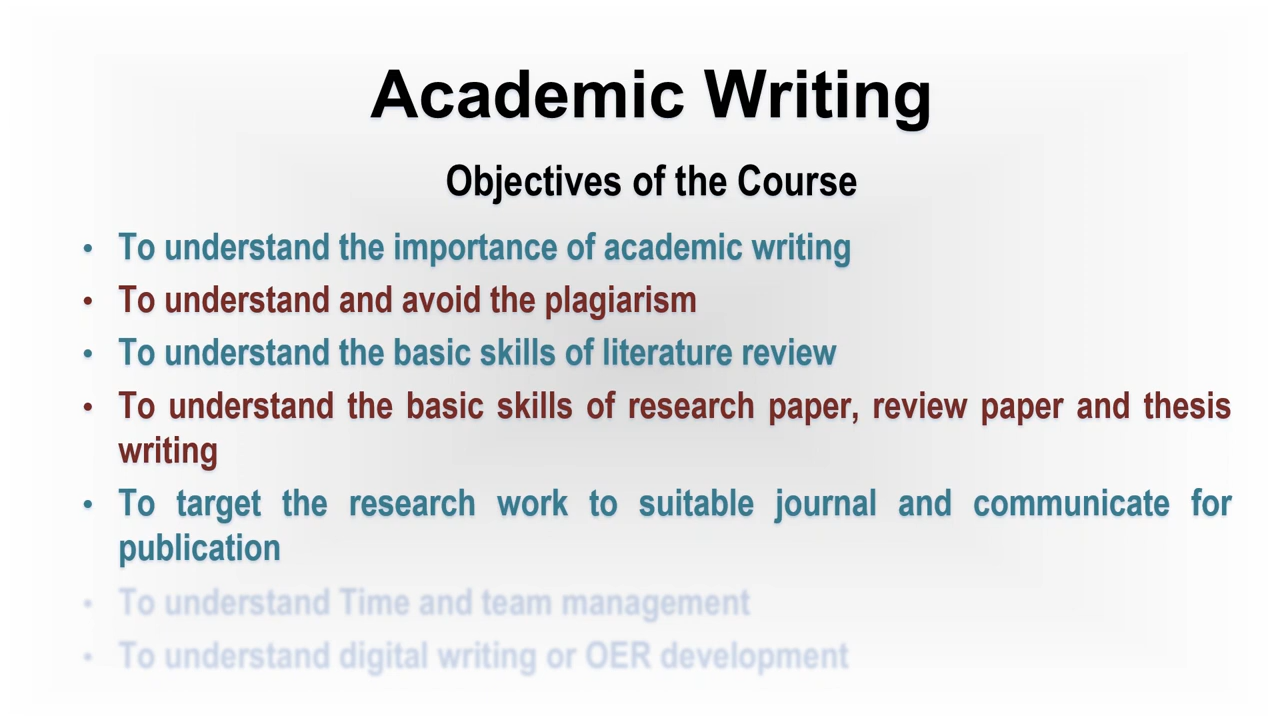 Academic Writing
Objectives of the Course
• To understand the importance of academic writing
• To understand and avoid the plagiarism
• To understand the basic skills of literature review
• To understand the basic skills of research paper, review paper and thesis
writing
• To target the research work to suitable journal and communicate for
publication
• To understand Time and team management
• To understand digital writing or OER development